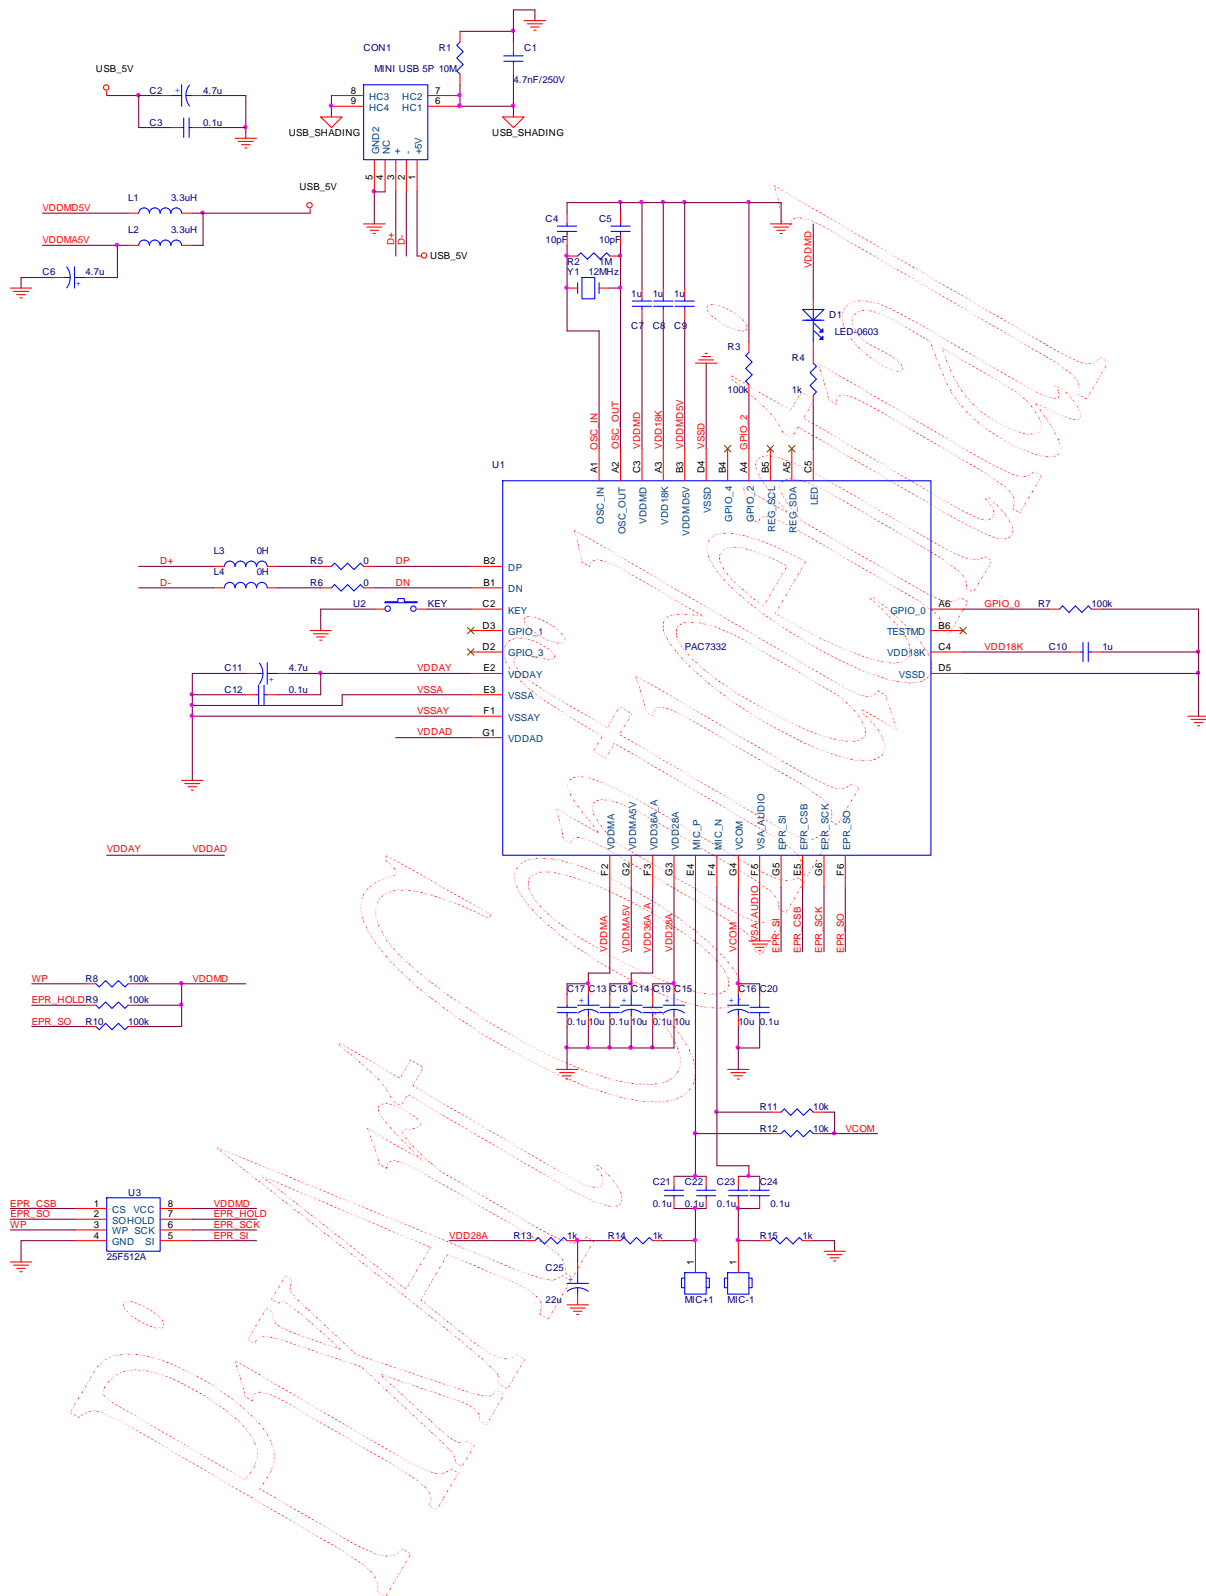 CON1
MINI USB 5P
R1
10M
C1
4.7nF/250V
USB_5V
C2
4.7u
C3
0.1u
8
9
HC3
HC4
HC2
HC1
7
6
USB_SHADING
USB_SHADING
GND2
NC
+
-
+5V
5
4
3
2
1
D+
D-
USB_5V
USB_5V
VDDMD5V
L1
3.3uH
VDDMA5V
L2
3.3uH
C6
4.7u
+
C4
10pF
C5
10pF
R2
1M
Y1
12MHz
1u
1u
1u
C7
C8
C9
R3
100k
VDDMD
D1
LED-0603
R4
1k
OSC_IN
OSC_OUT
VDDMD
VDD18K
VDDMD5V
VSSD
GPIO_2
U1
A1
A2
C3
A3
B3
D4
B4
A4
B5
A5
C5
OSC_IN
OSC_OUT
VDDMD
VDD18K
VDDMD5V
VSSD
GPIO_4
GPIO_2
REG_SCL
REG_SDA
LED
D+
L3
0H
R5
0
DP
B2
DP
D-
L4
0H
R6
0
DN
B1
DN
U2
KEY
C2
KEY
D3
GPIO_1
D2
GPIO_3
C11
4.7u
+
VDDAY
E2
VDDAY
C12
0.1u
VSSA
E3
VSSA
VSSAY
F1
VSSAY
VDDAD
G1
VDDAD
PAC7332
GPIO_0
A6
GPIO_0
R7
100k
TESTMD
B6
VDD18K
C4
VDD18K
C10
1u
VSSD
D5
VDDAY
VDDAD
VDDMA
VDDMA5V
VDD36A_A
VDD28A
MIC_P
MIC_N
VCOM
VSA_AUDIO
EPR_SI
EPR_CSB
EPR_SCK
EPR_SO
F2
G2
F3
G3
E4
F4
G4
F5
G5
E5
G6
F6
VDDMA
VDDMA5V
VDD36A_A
VDD28A
VCOM
VSA_AUDIO
EPR_SI
EPR_CSB
EPR_SCK
EPR_SO
WP
R8
100k
VDDMD
EPR_HOLD
R9
100k
EPR_SO
R10
100k
C17
C13
C18
C14
C19
C15
C16
C20
0.1u
10u
0.1u
10u
0.1u
10u
10u
0.1u
R11
10k
R12
10k
VCOM
C21
C22
C23
C24
0.1u
0.1u
0.1u
0.1u
U3
EPR_CSB
1
CS
VCC
8
VDDMD
EPR_SO
2
SO
HOLD
7
EPR_HOLD
WP
3
WP
SCK
6
EPR_SCK
4
GND
SI
5
EPR_SI
25F512A
VDD28A
R13
1k
R14
1k
R15
1k
C25
+
22u
1
1
MIC+1
MIC-1